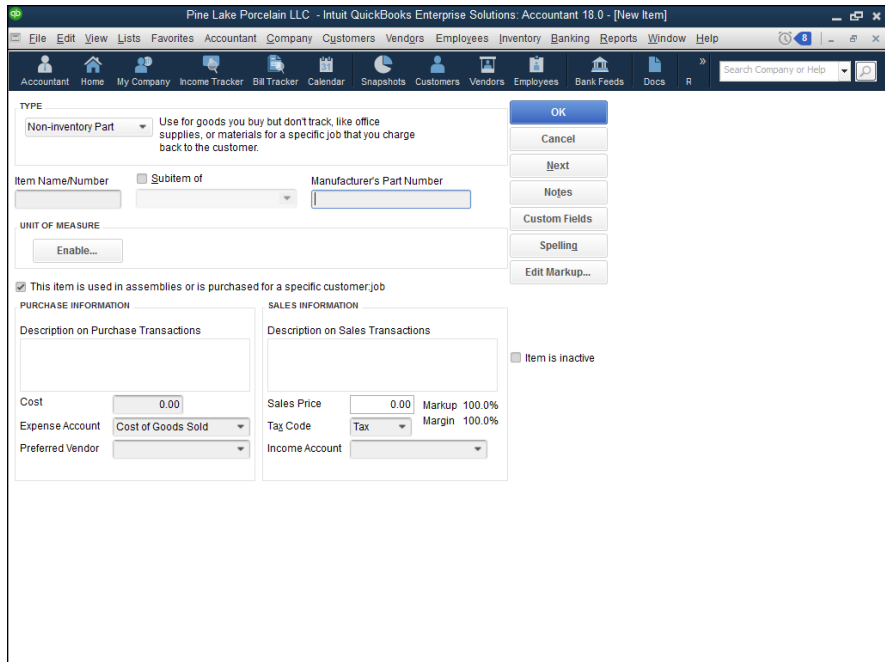 qb
Pine Lake Porcelain LLC - Intuit QuickBooks Enterprise Solutions: Accountant 18.0 - [New Item]
File Edit View Lists Favorites Accountant Company Customers Vendors Employees Inventory Banking Reports Window Help
8
31
Accountant Home My Company Income Tracker Bill Tracker Calendar Snapshots Customers Vendors Employees Bank Feeds Docs R »
Search Company or Help
TYPE
Non-inventory Part
Use for goods you buy but don't track, like office
supplies, or materials for a specific job that you charge
back to the customer.
OK
Cancel
Next
Notes
Custom Fields
Spelling
Edit Markup...
Item Name/Number
Subitem of
Manufacturer's Part Number
UNIT OF MEASURE
Enable...
This item is used in assemblies or is purchased for a specific customer:job
PURCHASE INFORMATION
Description on Purchase Transactions
Cost 0.00
Expense Account Cost of Goods Sold
Preferred Vendor
SALES INFORMATION
Description on Sales Transactions
Sales Price 0.00 Markup 100.0%
Margin 100.0%
Tax Code Tax
Income Account
Item is inactive